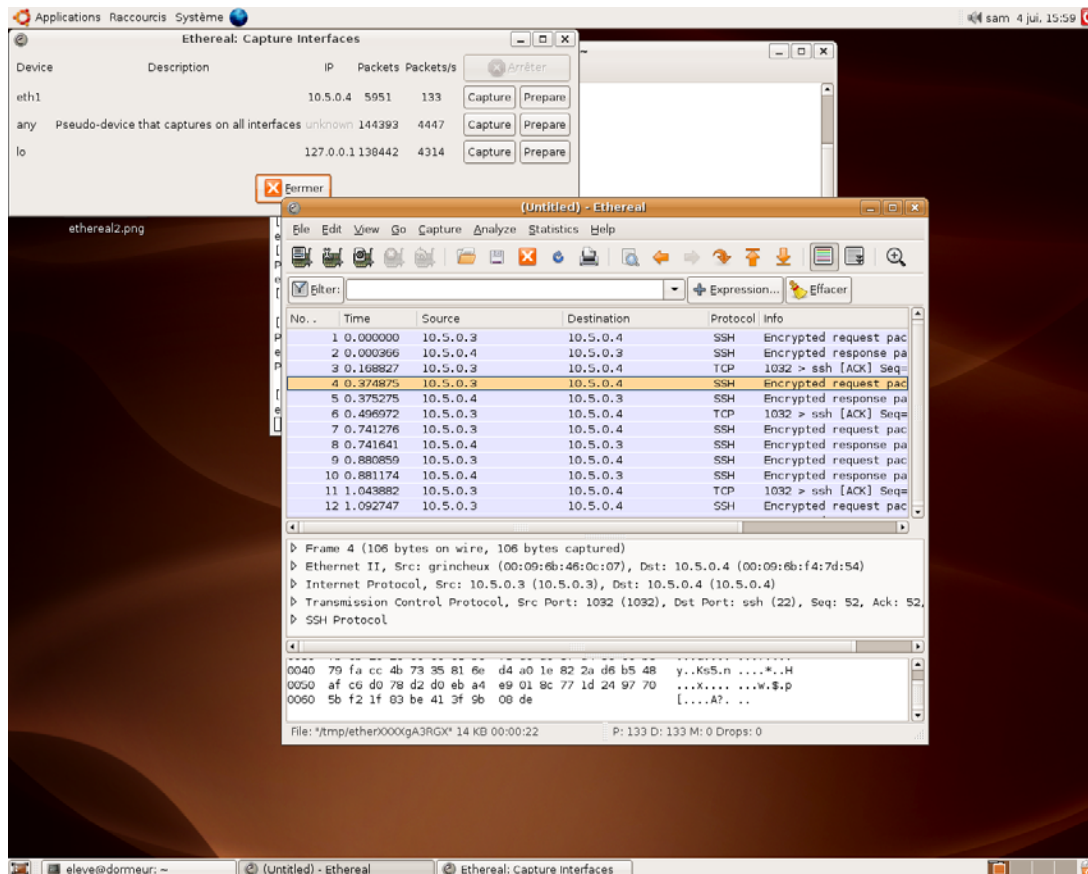 Applications Raccourcis Système sam 4 jui, 15:59
Ethereal: Capture Interfaces
Device Description IP Packets Packets/s Arrêter
eth1 10.5.0.4 5951 133 Capture Prepare
any Pseudo-device that captures on all interfaces unknown 144393 4447 Capture Prepare
lo 127.0.0.1 138442 4314 Capture Prepare
Fermer
ethereal2.png
(Untitled) - Ethereal
File Edit View Go Capture Analyze Statistics Help
Filter: Expression... Effacer
No. . Time Source Destination Protocol Info
1 0.000000 10.5.0.3 10.5.0.4 SSH Encrypted request pac
2 0.000366 10.5.0.4 10.5.0.3 SSH Encrypted response pa
3 0.168827 10.5.0.3 10.5.0.4 TCP 1032 > ssh [ACK] Seq=
4 0.374875 10.5.0.3 10.5.0.4 SSH Encrypted request pac
5 0.375275 10.5.0.4 10.5.0.3 SSH Encrypted response pa
6 0.496972 10.5.0.3 10.5.0.4 TCP 1032 > ssh [ACK] Seq=
7 0.741276 10.5.0.3 10.5.0.4 SSH Encrypted request pac
8 0.741641 10.5.0.4 10.5.0.3 SSH Encrypted response pa
9 0.880859 10.5.0.3 10.5.0.4 SSH Encrypted request pac
10 0.881174 10.5.0.4 10.5.0.3 SSH Encrypted response pa
11 1.043882 10.5.0.3 10.5.0.4 TCP 1032 > ssh [ACK] Seq=
12 1.092747 10.5.0.3 10.5.0.4 SSH Encrypted request pac
Frame 4 (106 bytes on wire, 106 bytes captured)
Ethernet II, Src: grincheux (00:09:6b:46:0c:07), Dst: 10.5.0.4 (00:09:6b:f4:7d:54)
Internet Protocol, Src: 10.5.0.3 (10.5.0.3), Dst: 10.5.0.4 (10.5.0.4)
Transmission Control Protocol, Src Port: 1032 (1032), Dst Port: ssh (22), Seq: 52, Ack: 52,
SSH Protocol
0040 79 fa cc 4b 73 35 81 6e d4 a0 1e 82 2a d6 b5 48 y..Ks5.n ....*..H
0050 af c6 d0 78 d2 d0 eb a4 e9 01 8c 77 1d 24 97 70 ...x.... ...w.$.p
0060 5b f2 1f 83 be 41 3f 9b 08 de [....A?. ..
File: "/tmp/etherXXXXgA3RGX" 14 KB 00:00:22 P: 133 D: 133 M: 0 Drops: 0
eleve@dormeur: ~ (Untitled) - Ethereal Ethereal: Capture Interfaces